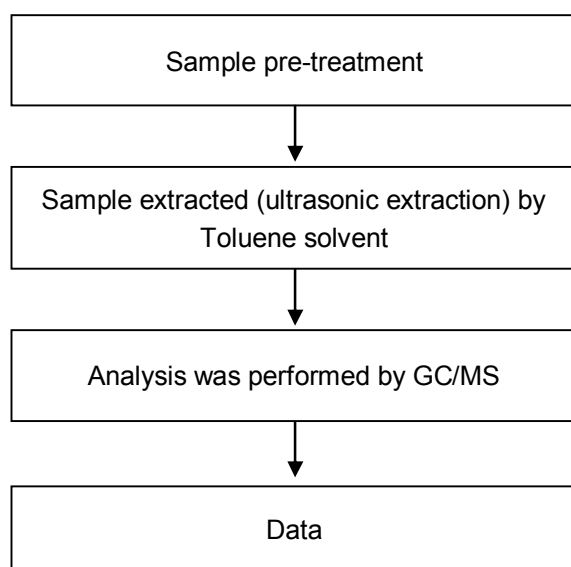 Sample pre-treatment
Sample extracted (ultrasonic extraction) by
Toluene solvent
Analysis was performed by GC/MS
Data